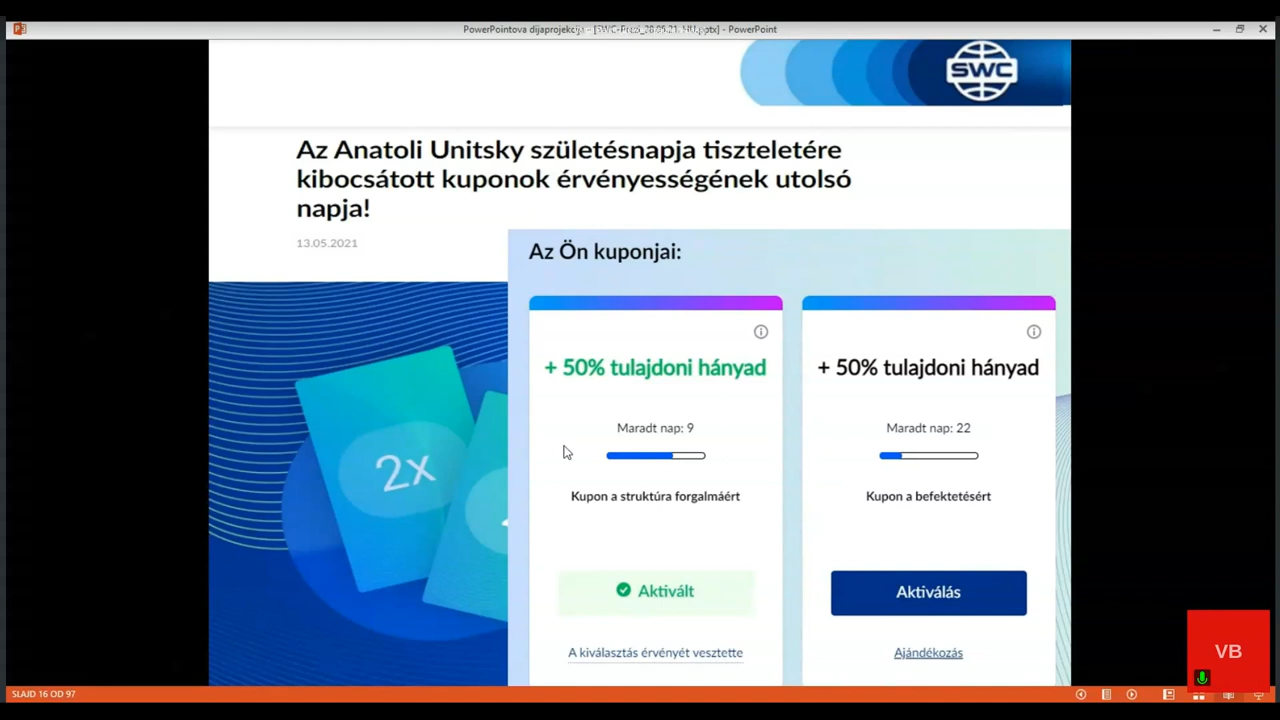 PowerPointova dijaprojekcija - [SWC-Prezi_28.05.21. HU.pptx] - PowerPoint
SWC
Az Anatoli Unitsky születésnapja tiszteletére
kibocsátott kuponok érvényességének utolsó
napja!
13.05.2021
Az Ön kuponjai:
2x
+ 50% tulajdoni hányad
Maradt nap: 9
Kupon a struktúra forgalmáért
Aktivált
A kiválasztás érvényét vesztette
+ 50% tulajdoni hányad
Maradt nap: 22
Kupon a befektetésért
Aktiválás
Ajándékozás
VB
SLAJD 16 OD 97